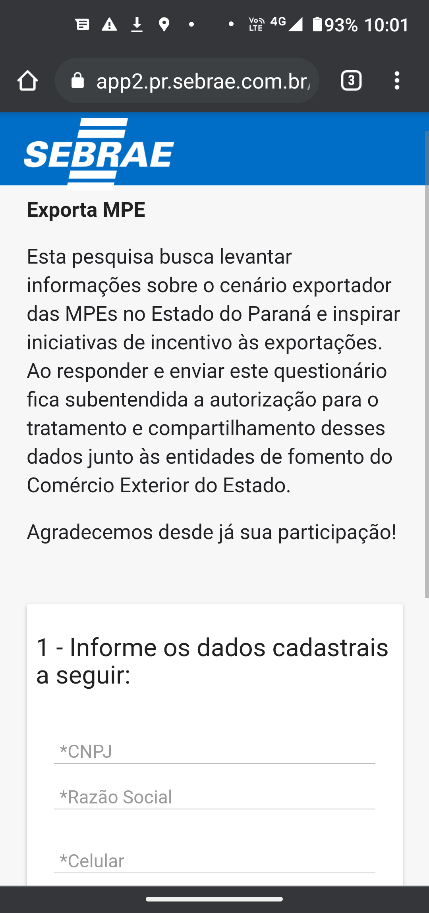 Vo))
LTE 4G 93% 10:01
app2.pr.sebrae.com.br/ 3
SEBRAE
Exporta MPE
Esta pesquisa busca levantar
informações sobre o cenário exportador
das MPEs no Estado do Paraná e inspirar
iniciativas de incentivo às exportações.
Ao responder e enviar este questionário
fica subentendida a autorização para o
tratamento e compartilhamento desses
dados junto às entidades de fomento do
Comércio Exterior do Estado.
Agradecemos desde já sua participação!
1 - Informe os dados cadastrais
a seguir:
*CNPJ
*Razão Social
*Celular